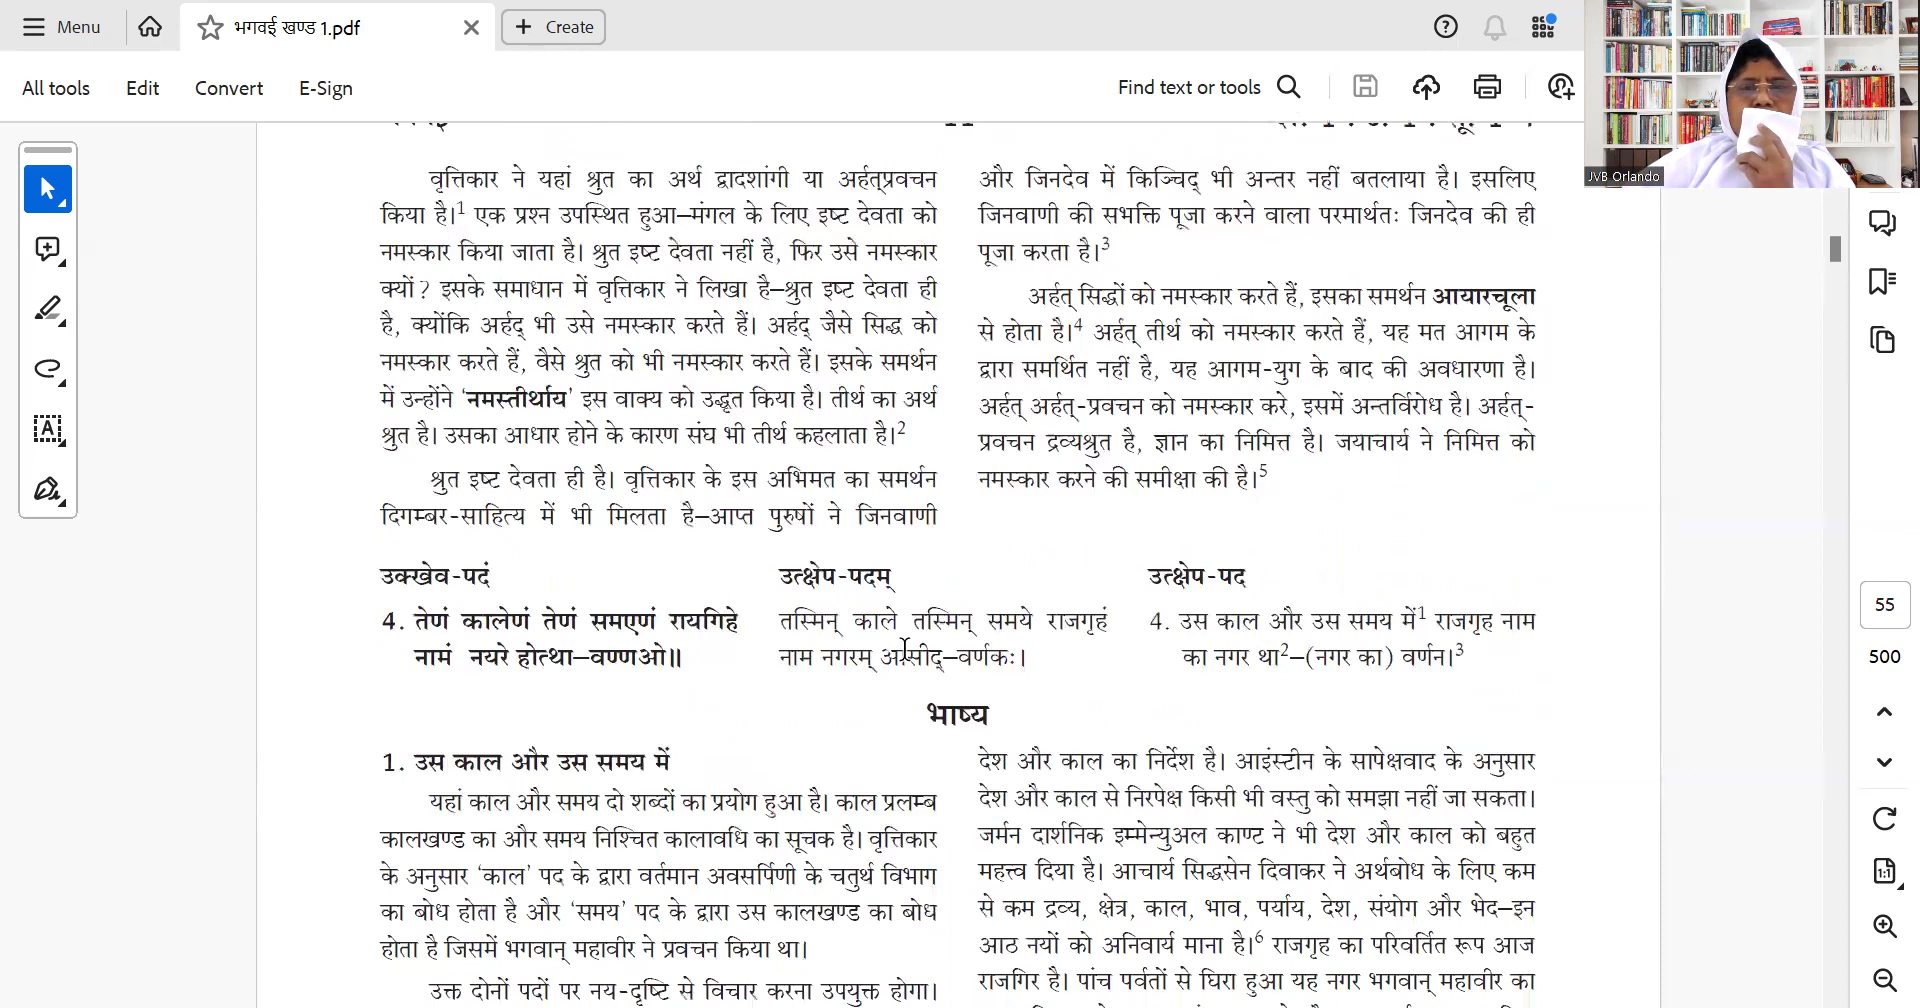 Menu
भगवई खण्ड 1.pdf
Create
All tools
Edit
Convert
E-Sign
Find text or tools
JVB Orlando
वृत्तिकार ने यहां श्रुत का अर्थ द्वादशांगी या अर्हत्प्रवचन
किया है।1 एक प्रश्न उपस्थित हुआ–मंगल के लिए इष्ट देवता को
नमस्कार किया जाता है। श्रुत इष्ट देवता नहीं है, फिर उसे नमस्कार
क्यों? इसके समाधान में वृत्तिकार ने लिखा है–श्रुत इष्ट देवता ही
है, क्योंकि अर्हद् भी उसे नमस्कार करते हैं। अर्हद् जैसे सिद्ध को
नमस्कार करते हैं, वैसे श्रुत को भी नमस्कार करते हैं। इसके समर्थन
में उन्होंने ‘नमस्तीर्थाय’ इस वाक्य को उद्धृत किया है। तीर्थ का अर्थ
श्रुत है। उसका आधार होने के कारण संघ भी तीर्थ कहलाता है।2
श्रुत इष्ट देवता ही है। वृत्तिकार के इस अभिमत का समर्थन
दिगम्बर-साहित्य में भी मिलता है–आप्त पुरुषों ने जिनवाणी
और जिनदेव में किञ्चिद् भी अन्तर नहीं बतलाया है। इसलिए
जिनवाणी की सभक्ति पूजा करने वाला परमार्थतः जिनदेव की ही
पूजा करता है।3
अर्हत् सिद्धों को नमस्कार करते हैं, इसका समर्थन आयारचूला
से होता है।4 अर्हत् तीर्थ को नमस्कार करते हैं, यह मत आगम के
द्वारा समर्थित नहीं है, यह आगम-युग के बाद की अवधारणा है।
अर्हत् अर्हत्-प्रवचन को नमस्कार करे, इसमें अन्तर्विरोध है। अर्हत्-
प्रवचन द्रव्यश्रुत है, ज्ञान का निमित्त है। जयाचार्य ने निमित्त को
नमस्कार करने की समीक्षा की है।5
उक्खेव-पदं
4. तेणं कालेणं तेणं समएणं रायगिहे
नामं नयरे होत्था–वण्णओ॥
उत्क्षेप-पदम्
तस्मिन् काले तस्मिन् समये राजगृहं
नाम नगरम् आसीद्–वर्णकः।
उत्क्षेप-पद
4. उस काल और उस समय में1 राजगृह नाम
का नगर था2–(नगर का) वर्णन।3
भाष्य
1. उस काल और उस समय में
यहां काल और समय दो शब्दों का प्रयोग हुआ है। काल प्रलम्ब
कालखण्ड का और समय निश्चित कालावधि का सूचक है। वृत्तिकार
के अनुसार ‘काल’ पद के द्वारा वर्तमान अवसर्पिणी के चतुर्थ विभाग
का बोध होता है और ‘समय’ पद के द्वारा उस कालखण्ड का बोध
होता है जिसमें भगवान् महावीर ने प्रवचन किया था।
उक्त दोनों पदों पर नय-दृष्टि से विचार करना उपयुक्त होगा।
देश और काल का निर्देश है। आइंस्टीन के सापेक्षवाद के अनुसार
देश और काल से निरपेक्ष किसी भी वस्तु को समझा नहीं जा सकता।
जर्मन दार्शनिक इम्मेन्युअल काण्ट ने भी देश और काल को बहुत
महत्त्व दिया है। आचार्य सिद्धसेन दिवाकर ने अर्थबोध के लिए कम
से कम द्रव्य, क्षेत्र, काल, भाव, पर्याय, देश, संयोग और भेद–इन
आठ नयों को अनिवार्य माना है।6 राजगृह का परिवर्तित रूप आज
राजगिर है। पांच पर्वतों से घिरा हुआ यह नगर भगवान् महावीर का
55
500
1:1